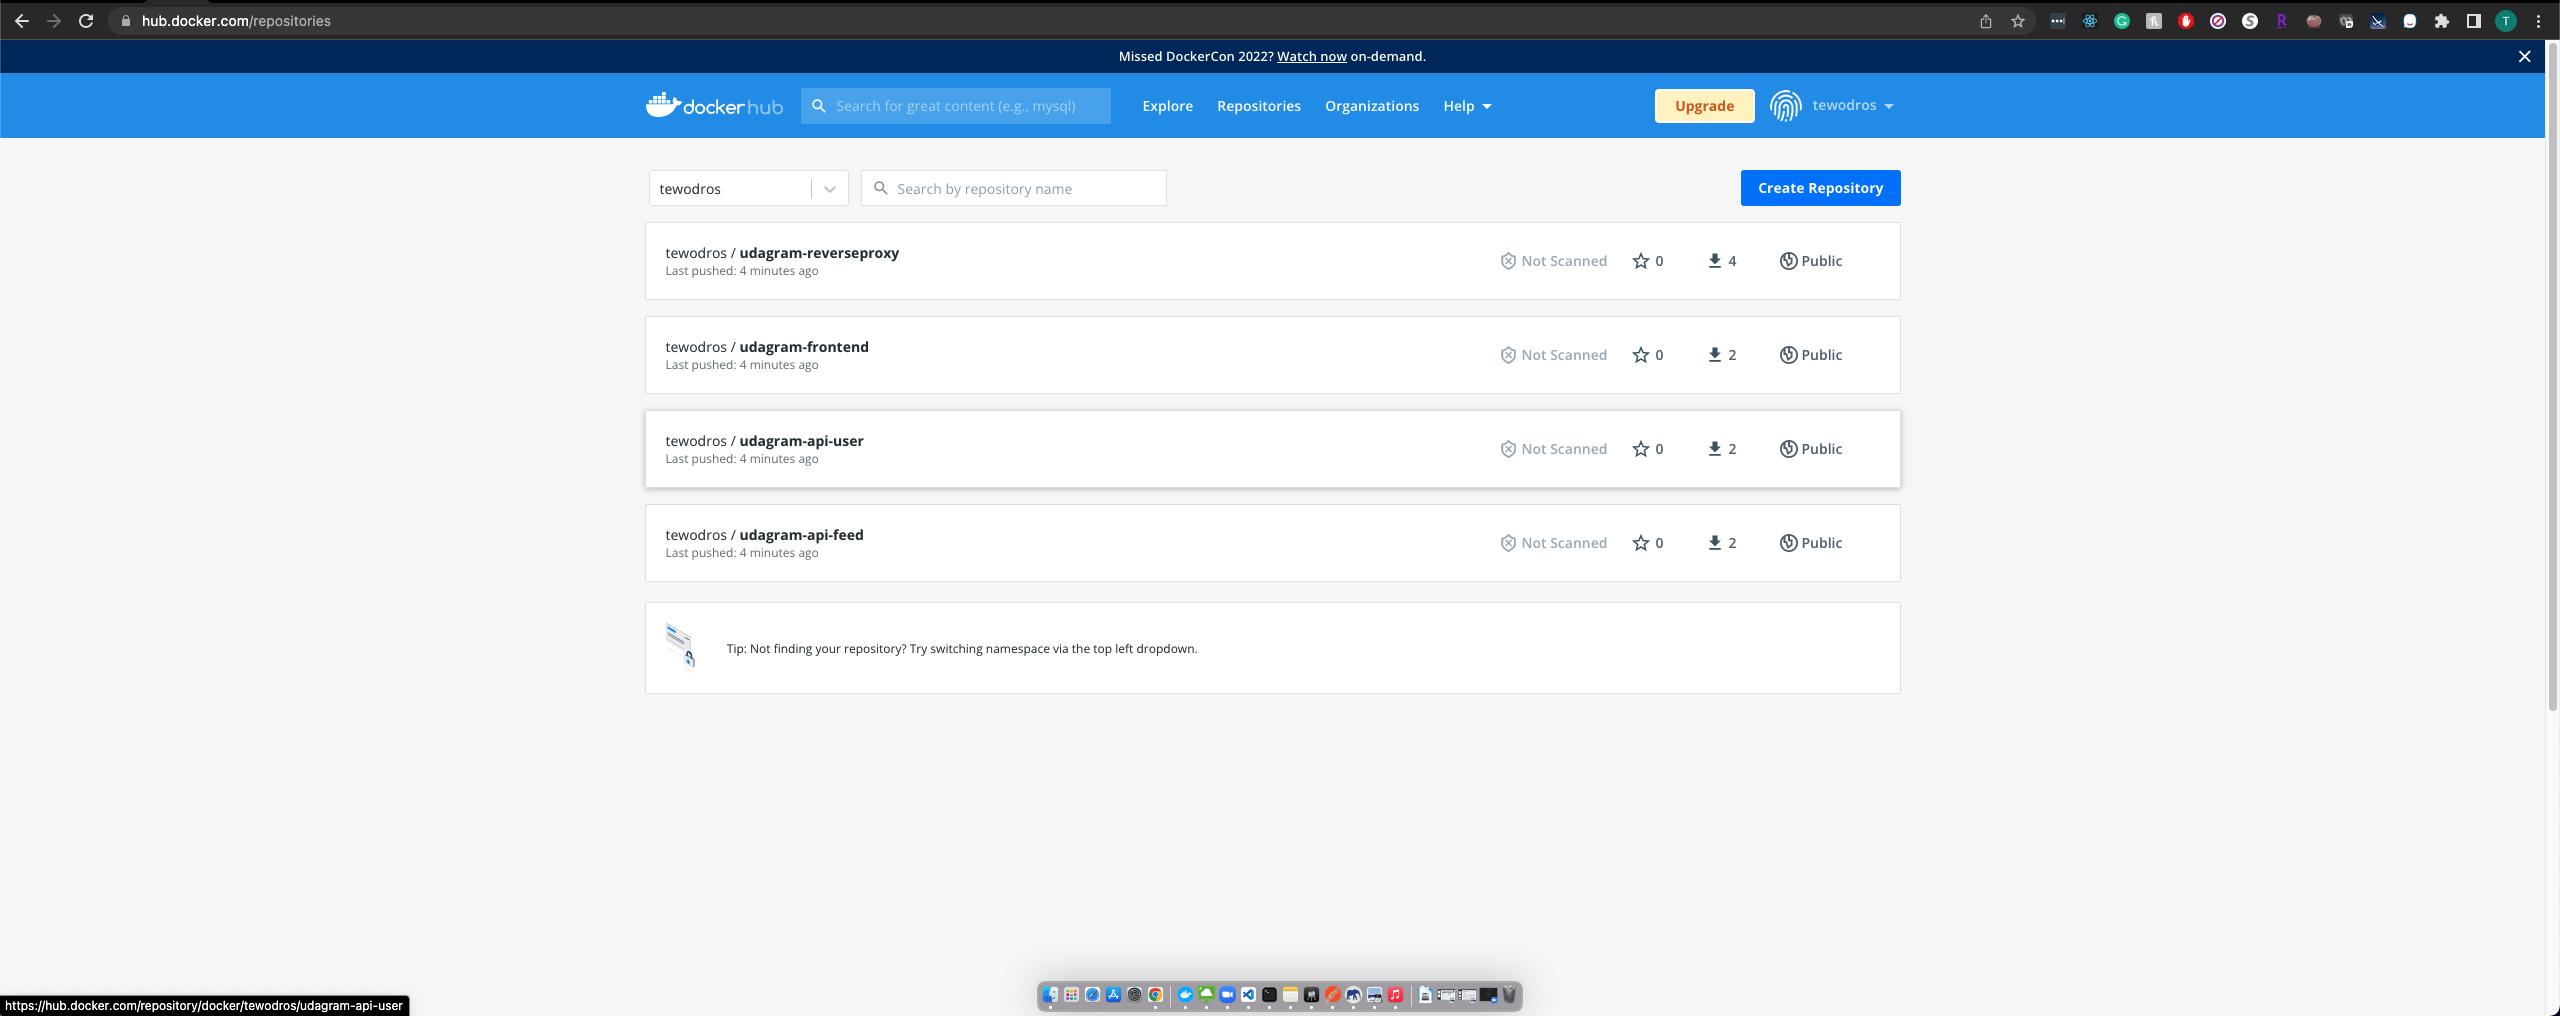 hub.docker.com/repositories
T
Missed DockerCon 2022? Watch now on-demand.
docker hub
Search for great content (e.g., mysql)
Explore
Repositories
Organizations
Help
Upgrade
tewodros
tewodros
Search by repository name
Create Repository
tewodros / udagram-reverseproxy
Last pushed: 4 minutes ago
Not Scanned
0
4
Public
tewodros / udagram-frontend
Last pushed: 4 minutes ago
Not Scanned
0
2
Public
tewodros / udagram-api-user
Last pushed: 4 minutes ago
Not Scanned
0
2
Public
tewodros / udagram-api-feed
Last pushed: 4 minutes ago
Not Scanned
0
2
Public
Tip: Not finding your repository? Try switching namespace via the top left dropdown.
https://hub.docker.com/repository/docker/tewodros/udagram-api-user